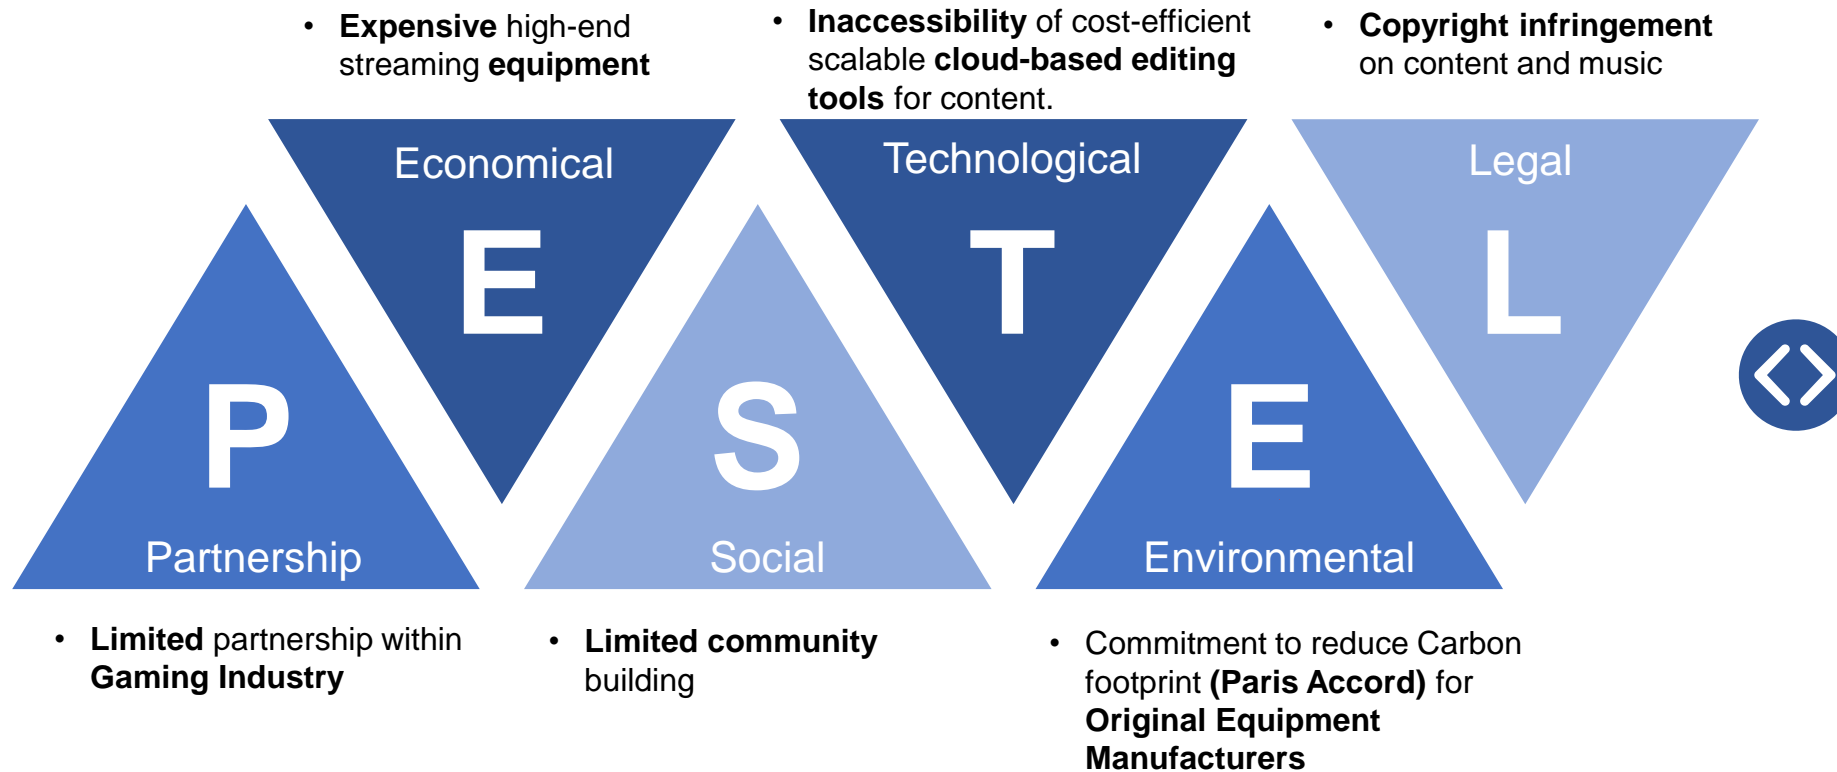 • Expensive high-end
streaming equipment
• Inaccessibility of cost-efficient
scalable cloud-based editing
tools for content.
• Copyright infringement
on content and music
Economical
E
Technological
T
Legal
L
P
Partnership
S
Social
E
Environmental
• Limited partnership within
Gaming Industry
• Limited community
building
• Commitment to reduce Carbon
footprint (Paris Accord) for
Original Equipment
Manufacturers